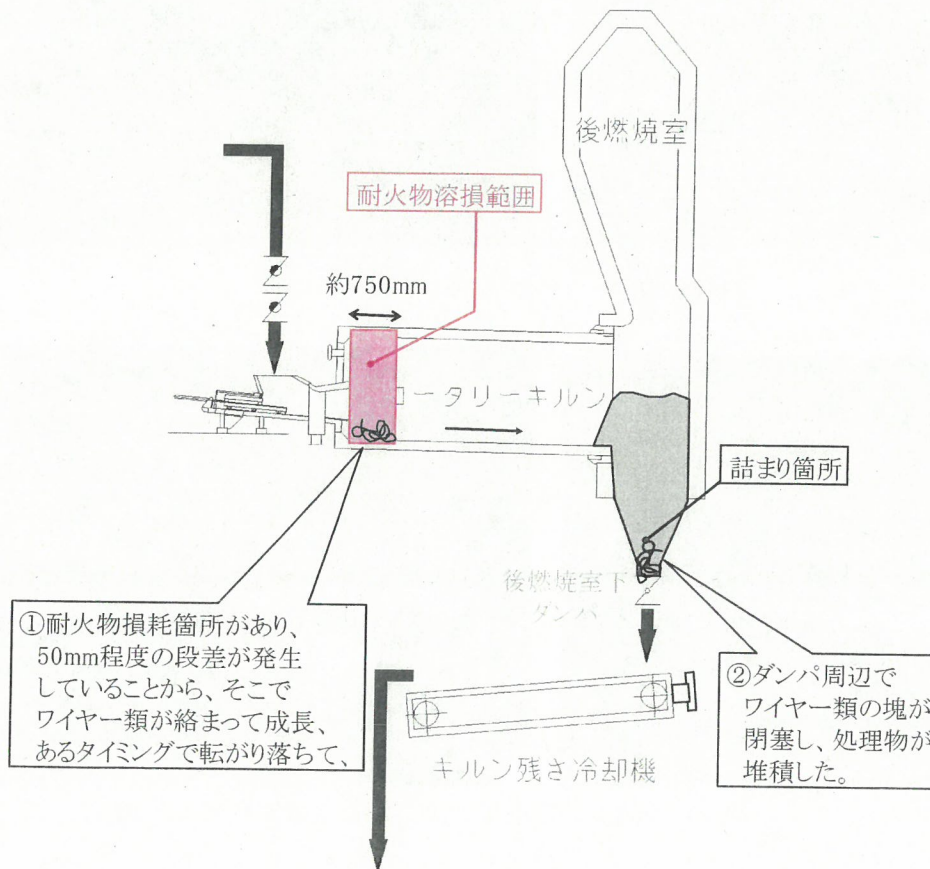 後燃焼室
耐火物溶損範囲
約750mm
ータリーキルン
詰まり箇所
後燃焼室下
ダンパ
①耐火物損耗箇所があり、
50mm程度の段差が発生
していることから、そこで
ワイヤー類が絡まって成長、
あるタイミングで転がり落ちて、
②ダンパ周辺で
ワイヤー類の塊が
閉塞し、処理物が
堆積した。
キルン残さ冷却機